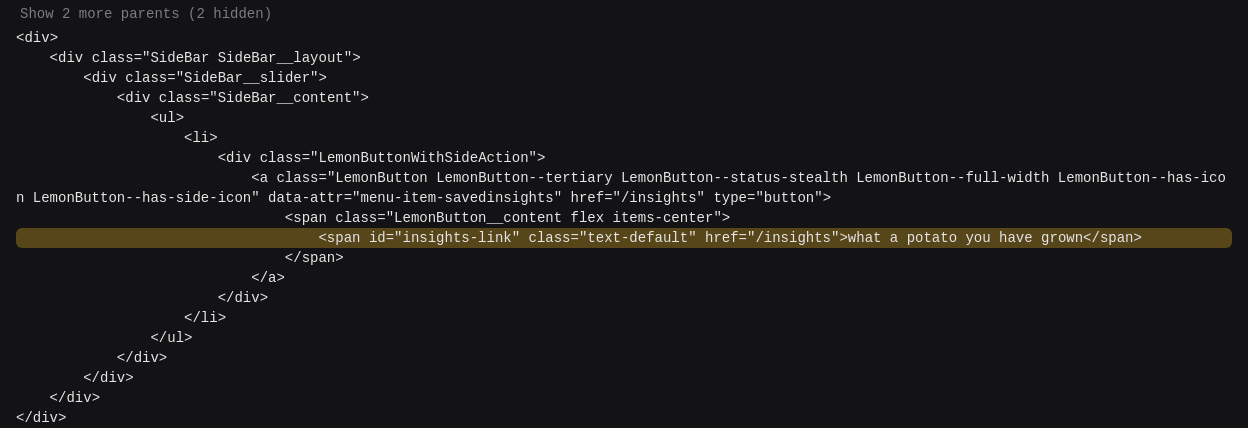 Show 2 more parents (2 hidden)
<div>
    <div class="SideBar SideBar__layout">
        <div class="SideBar__slider">
            <div class="SideBar__content">
                <ul>
                    <li>
                        <div class="LemonButtonWithSideAction">
                            <a class="LemonButton LemonButton--tertiary LemonButton--status-stealth LemonButton--full-width LemonButton--has-ico
n LemonButton--has-side-icon" data-attr="menu-item-savedinsights" href="/insights" type="button">
                                <span class="LemonButton__content flex items-center">
                                    <span id="insights-link" class="text-default" href="/insights">what a potato you have grown</span>
                                </span>
                            </a>
                        </div>
                    </li>
                </ul>
            </div>
        </div>
    </div>
</div>